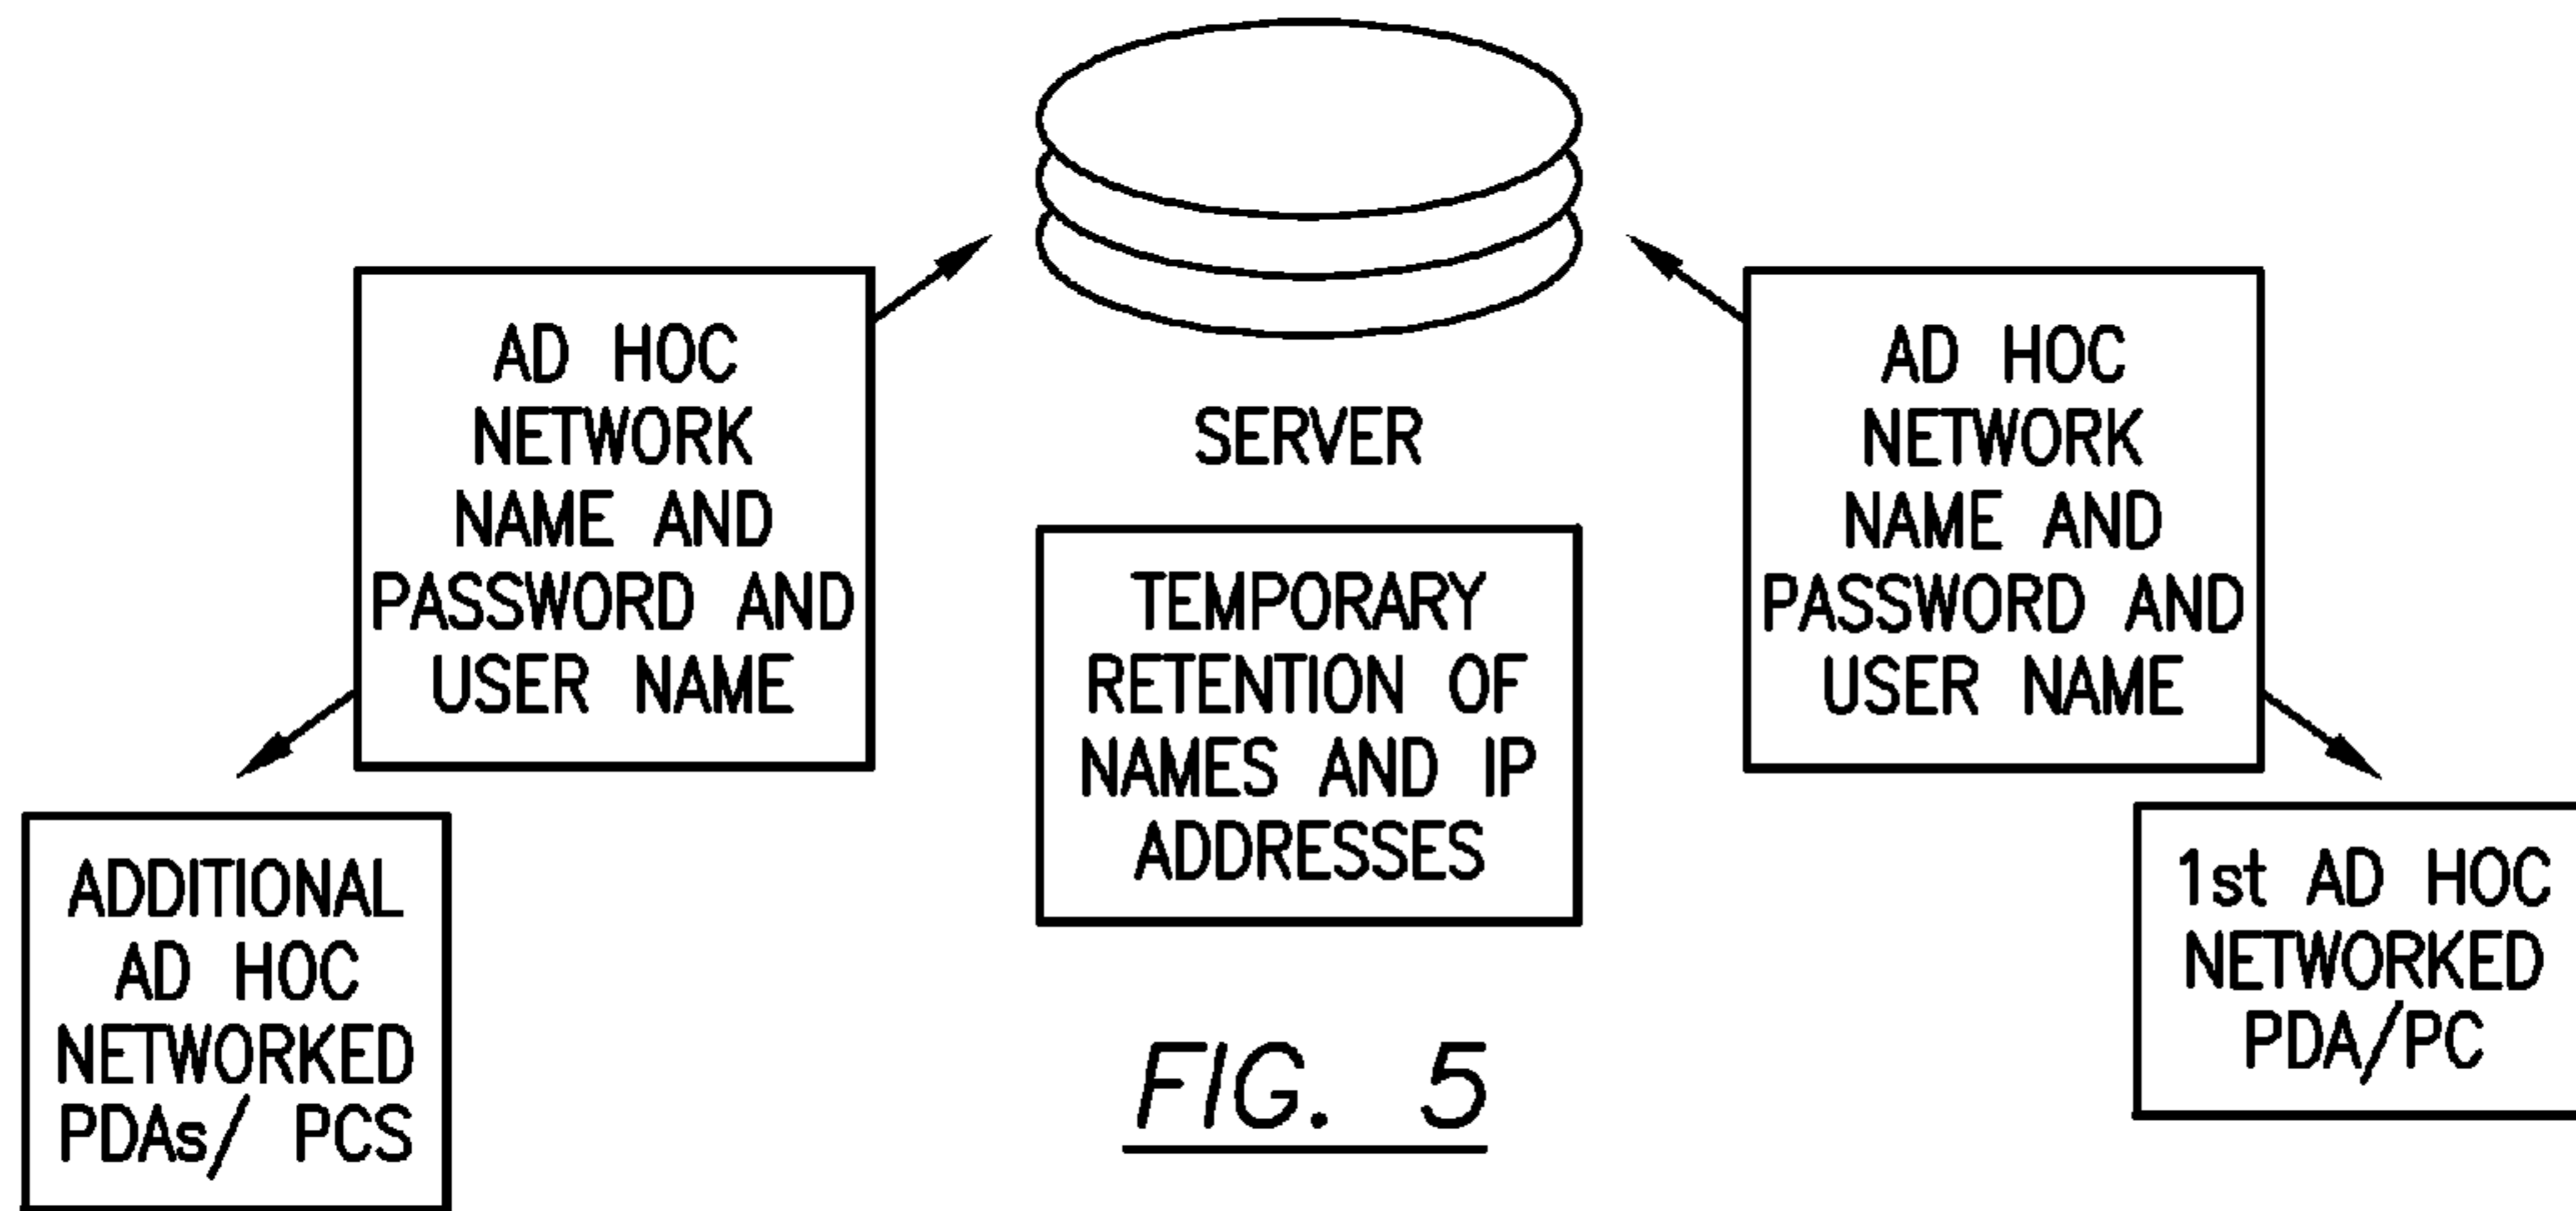 AD HOC
NETWORK
NAME AND
PASSWORD AND
USER NAME
SERVER
TEMPORARY
RETENTION OF
NAMES AND IP
ADDRESSES
AD HOC
NETWORK
NAME AND
PASSWORD AND
USER NAME
ADDITIONAL
AD HOC
NETWORKED
PDAs/ PCS
1st AD HOC
NETWORKED
PDA/PC
FIG. 5